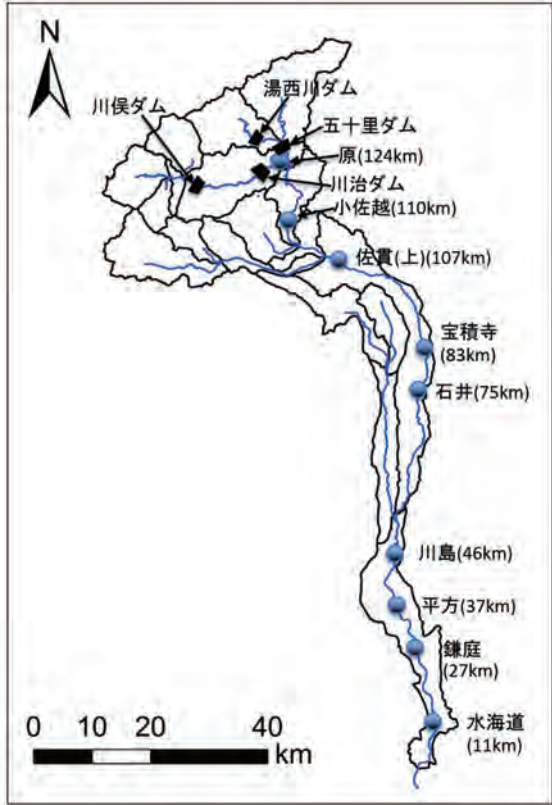 N
湯西川ダム
川俣ダム
五十里ダム
原(124km)
川治ダム
小佐越(110km)
佐貫(上)(107km)
宝積寺
(83km)
石井(75km)
川島(46km)
平方(37km)
鎌庭
(27km)
水海道
(11km)
0 10 20 40
km